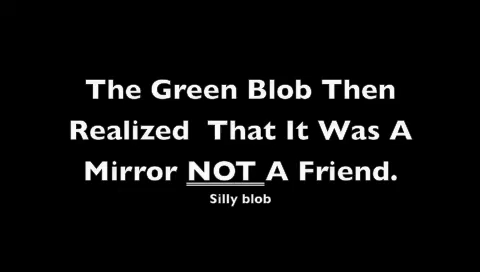 The Green Blob Then
Realized  That It Was A
Mirror NOT A Friend.
Silly blob